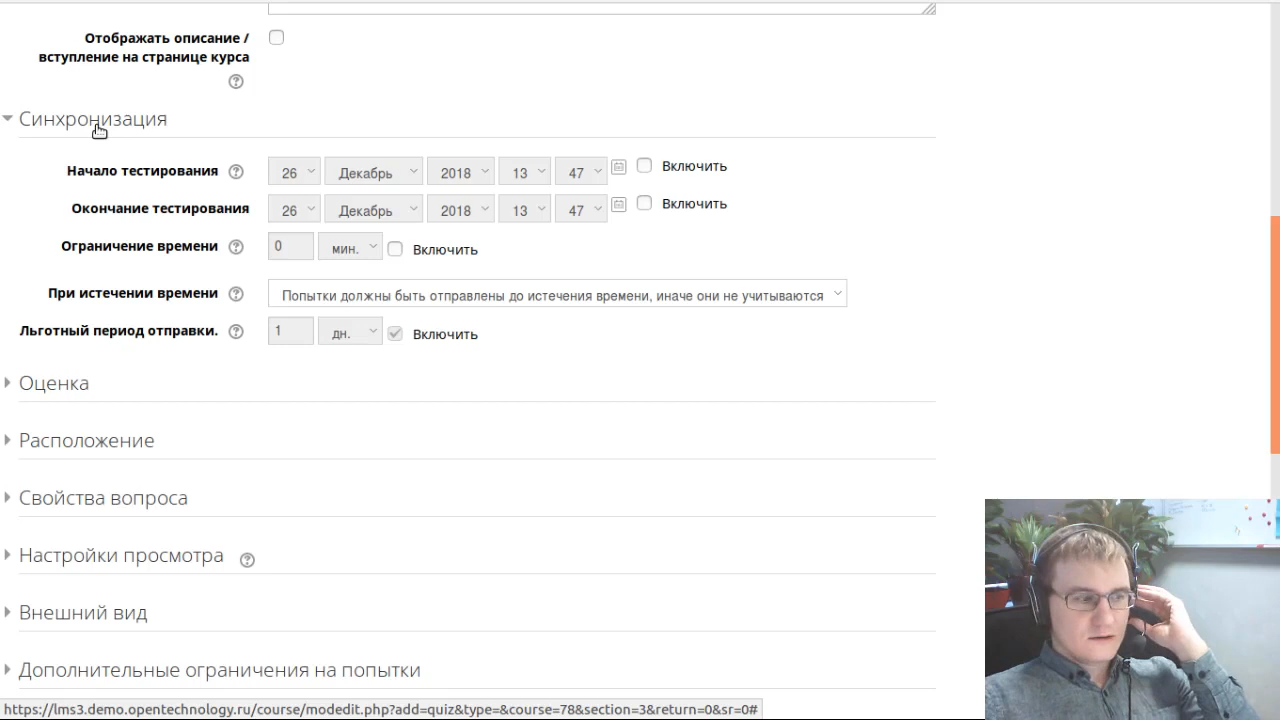 Отображать описание /
вступление на странице курса
Синхронизация
Начало тестирования 26 Декабрь 2018 13 47 Включить
Окончание тестирования 26 Декабрь 2018 13 47 Включить
Ограничение времени 0 мин. Включить
При истечении времени Попытки должны быть отправлены до истечения времени, иначе они не учитываются
Льготный период отправки. 1 дн. Включить
Оценка
Расположение
Свойства вопроса
Настройки просмотра
Внешний вид
Дополнительные ограничения на попытки
https://lms3.demo.opentechnology.ru/course/modedit.php?add=quiz&type=&course=78&section=3&return=0&sr=0#